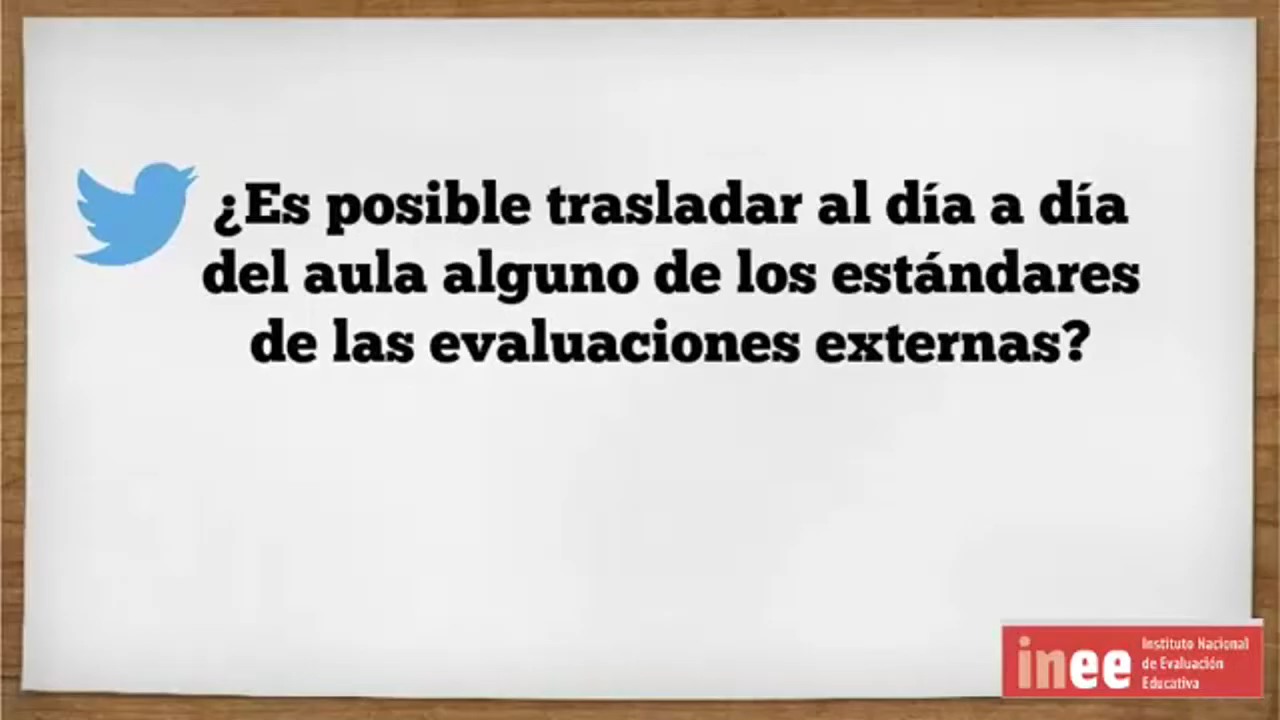 ¿Es posible trasladar al día a día
del aula alguno de los estándares
de las evaluaciones externas?
inee
Instituto Nacional
de Evaluación
Educativa